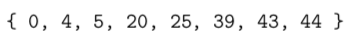 { 0, 4, 5, 20, 25, 39, 43, 44 }